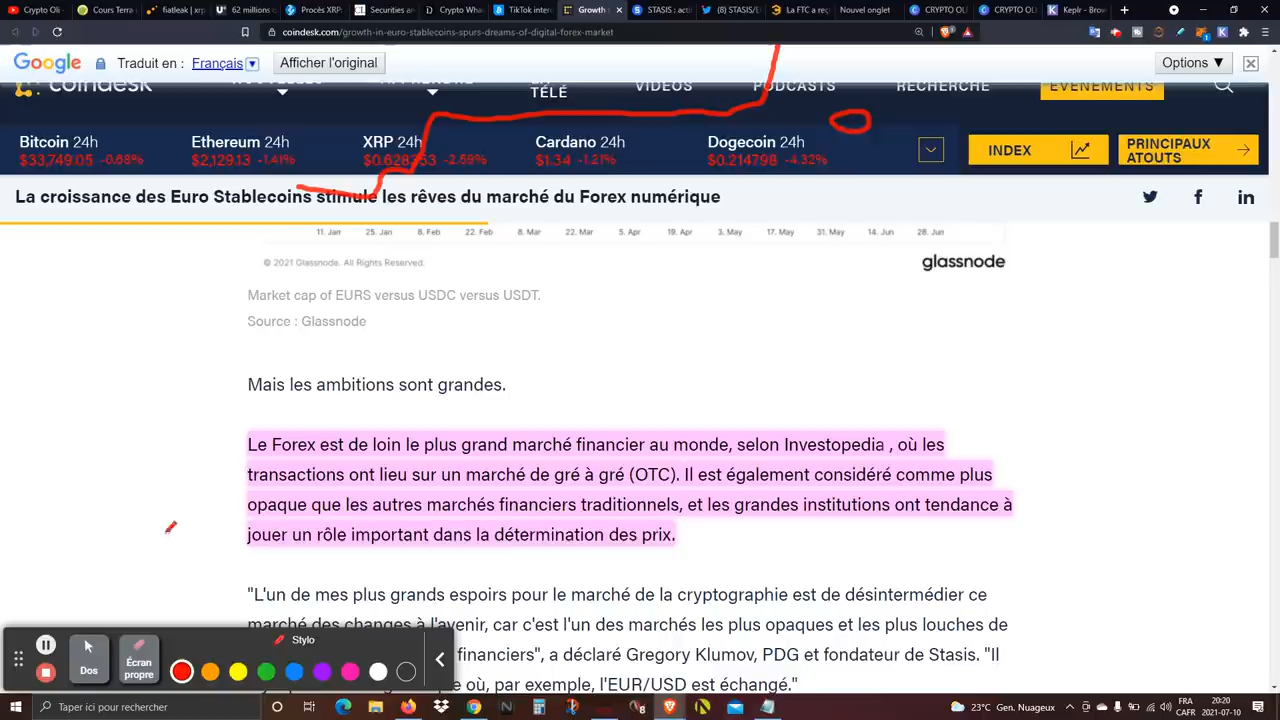 Crypto Oli
Cours Terra
fiatleak | xrp
62 millions d
Procès XRP
Securities an
Crypto Wha
TikTok inter
Growth
STASIS : act
(8) STASIS/E
La FTC a reç
Nouvel onglet
CRYPTO OLI
CRYPTO OLI
Keplr - Brow
coindesk.com/growth-in-euro-stablecoins-spurs-dreams-of-digital-forex-market
Google Traduit en : Français Afficher l'original Options ▼
coindesk
NOUVELLES
APPRENDRE
LA
TÉLÉ
VIDÉOS
PODCASTS
RECHERCHE
ÉVÉNEMENTS
Bitcoin 24h
$33,749.05 -0.68%
Ethereum 24h
$2,129.13 -1.41%
XRP 24h
-2.59%
Cardano 24h
$1.34 -1.21%
Dogecoin 24h
$0.214798 -4.32%
INDEX
PRINCIPAUX
ATOUTS
La croissance des Euro Stablecoins stimule les rêves du marché du Forex numérique
11. Jan 25. Jan 8. Feb 22. Feb 8. Mar 22. Mar 5. Apr 19. Apr 3. May 17. May 31. May 14. Jun 28. Jun
© 2021 Glassnode. All Rights Reserved.
glassnode
Market cap of EURS versus USDC versus USDT.
Source : Glassnode
Mais les ambitions sont grandes.
Le Forex est de loin le plus grand marché financier au monde, selon Investopedia , où les
transactions ont lieu sur un marché de gré à gré (OTC). Il est également considéré comme plus
opaque que les autres marchés financiers traditionnels, et les grandes institutions ont tendance à
jouer un rôle important dans la détermination des prix.
"L'un de mes plus grands espoirs pour le marché de la cryptographie est de désintermédier ce
marché des changes à l'avenir, car c'est l'un des marchés les plus opaques et les plus louches de
financiers", a déclaré Gregory Klumov, PDG et fondateur de Stasis. "Il
où, par exemple, l'EUR/USD est échangé."
Stylo
Dos
Écran
propre
Taper ici pour rechercher
23°C Gen. Nuageux
FRA
CAFR
20:20
2021-07-10